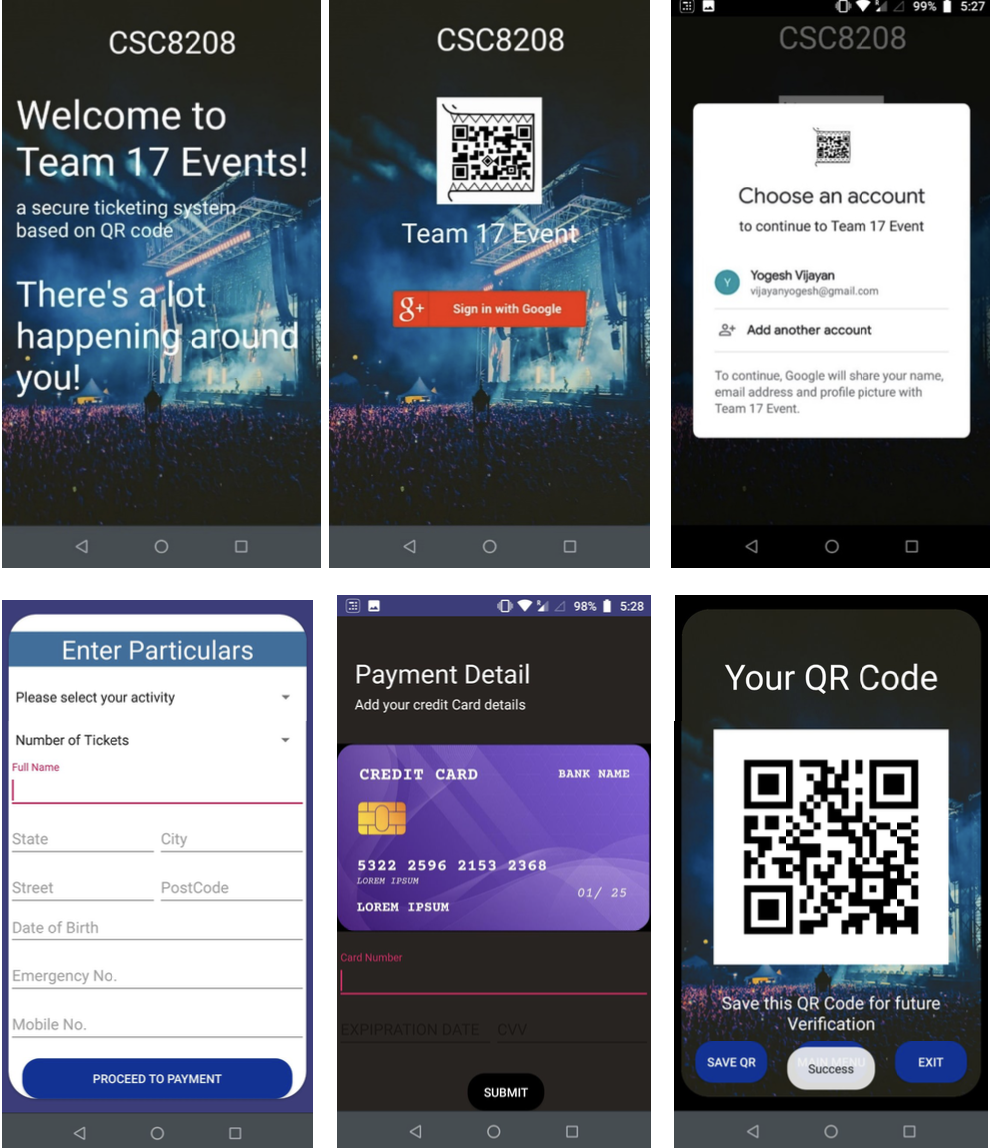 CSC8208
Welcome to
Team 17 Events!
a secure ticketing system
based on QR code
There's a lot
happening around
you!
CSC8208
Team 17 Event
g+ Sign in with Google
99% 5:27
CSC8208
Choose an account
to continue to Team 17 Event
Y
Yogesh Vijayan
vijayanyogesh@gmail.com
Add another account
To continue, Google will share your name,
email address and profile picture with
Team 17 Event.
Enter Particulars
Please select your activity
Number of Tickets
Full Name
State City
Street PostCode
Date of Birth
Emergency No.
Mobile No.
PROCEED TO PAYMENT
98% 5:28
Payment Detail
Add your credit Card details
CREDIT CARD BANK NAME
5322 2596 2153 2368
LOREM IPSUM
01/ 25
LOREM IPSUM
Card Number
EXPIPRATION DATE CVV
SUBMIT
Your QR Code
Save this QR Code for future
Verification
SAVE QR MAIN MENU EXIT
Success